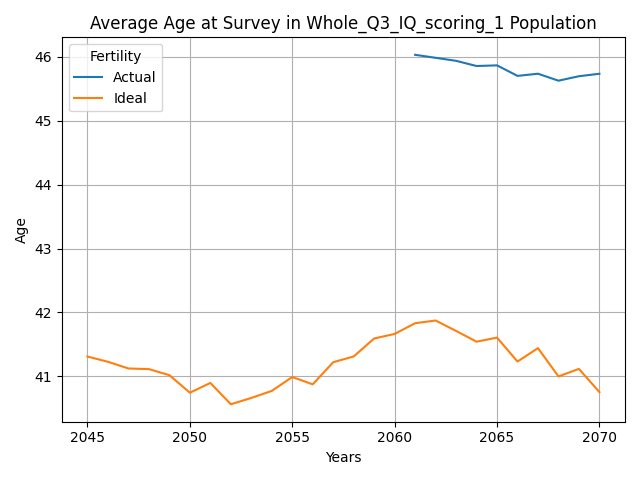 Average Age at Survey in Whole_Q3_IQ_scoring_1 Population
Fertility
Actual
Ideal
46
45
44
43
42
41
Age
2045 2050 2055 2060 2065 2070
Years